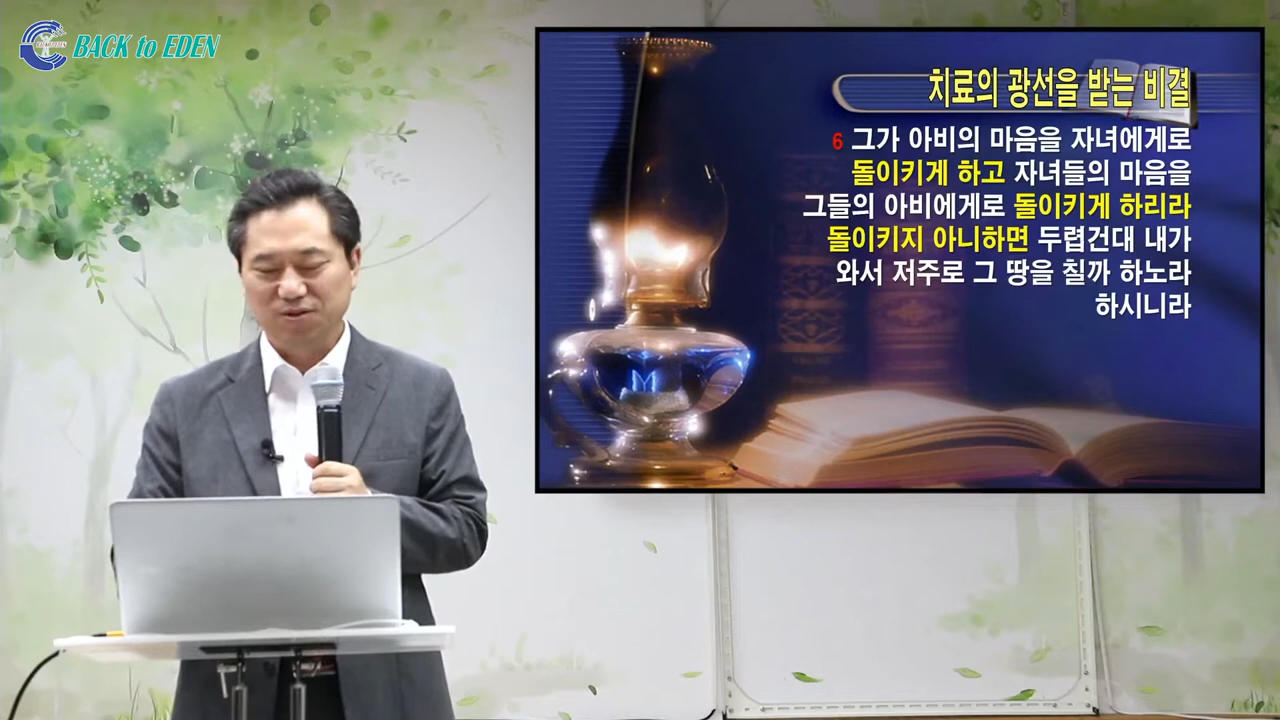 BACK to EDEN
치료의 광선을 받는 비결
6 그가 아비의 마음을 자녀에게로
돌이키게 하고 자녀들의 마음을
그들의 아비에게로 돌이키게 하리라
돌이키지 아니하면 두렵건대 내가
와서 저주로 그 땅을 칠까 하노라
하시니라